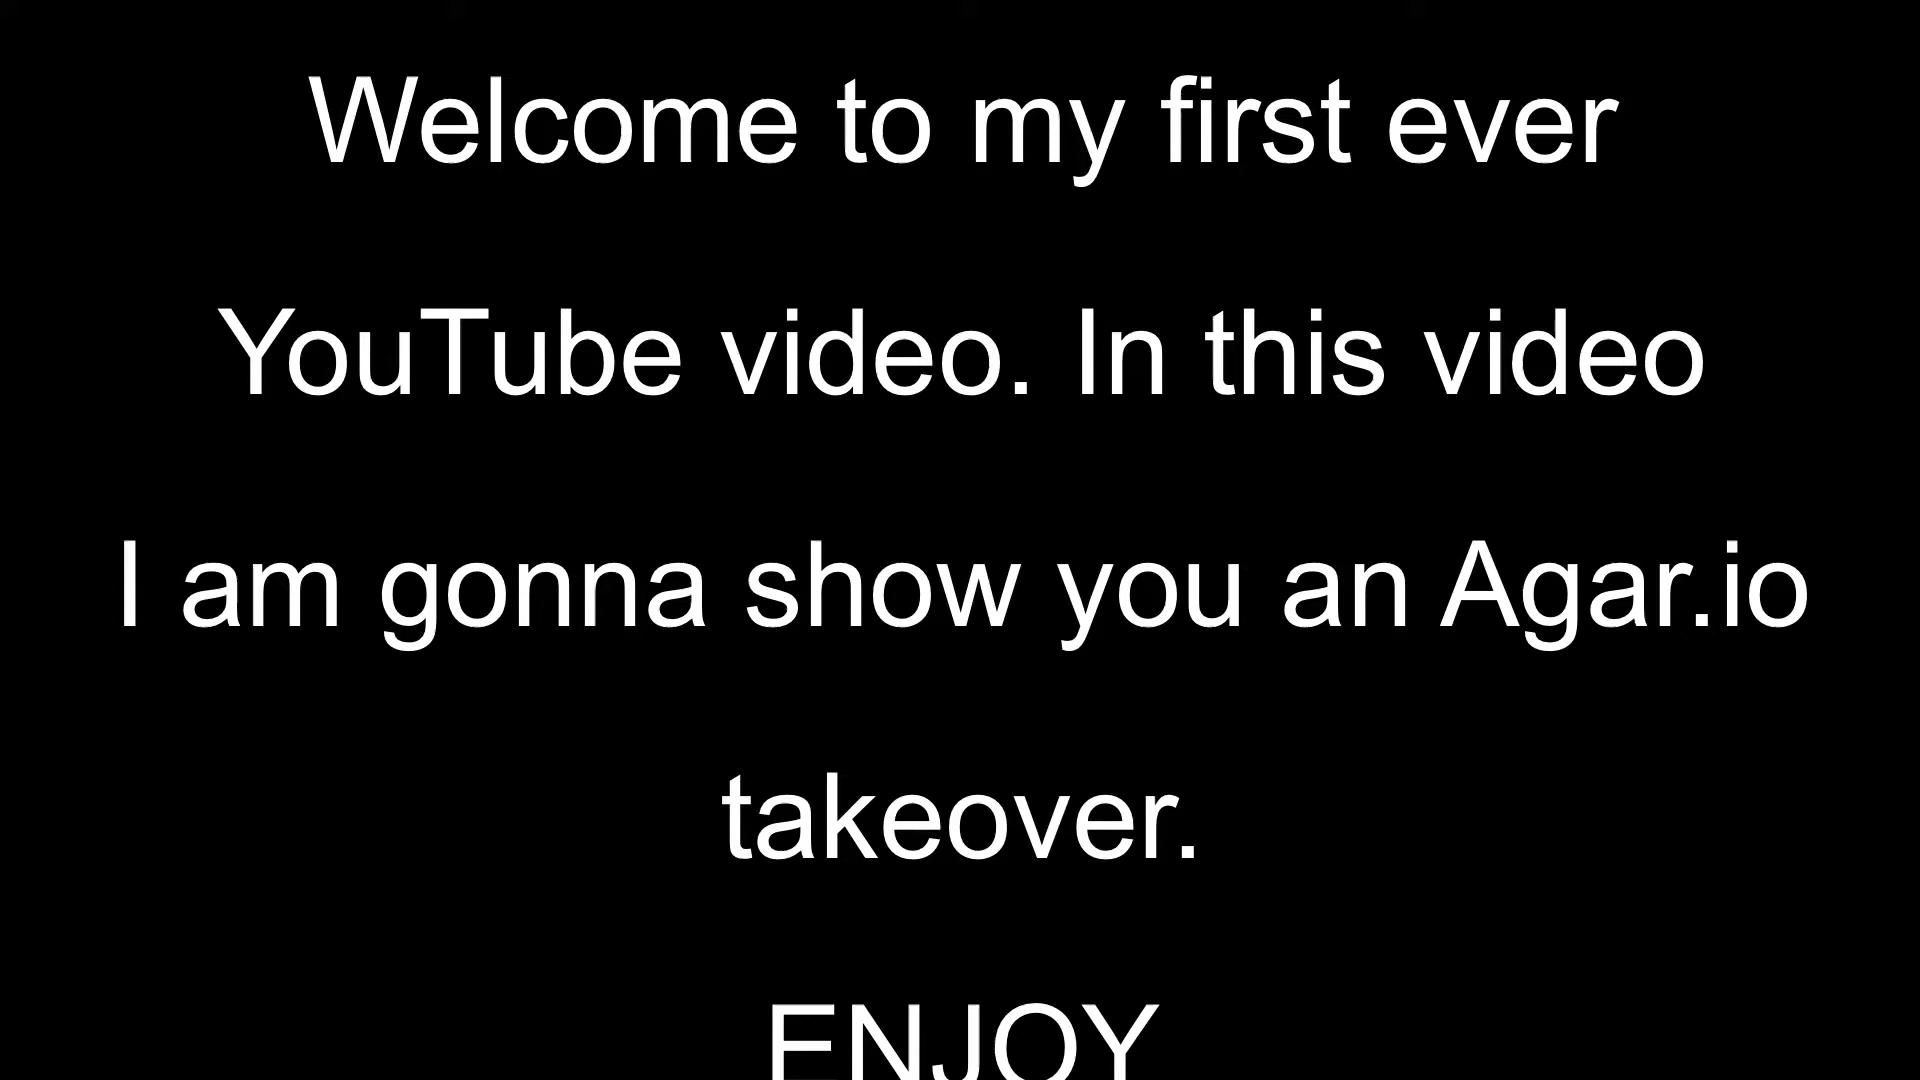 Welcome to my first ever
YouTube video. In this video
I am gonna show you an Agar.io
takeover.
ENJOY